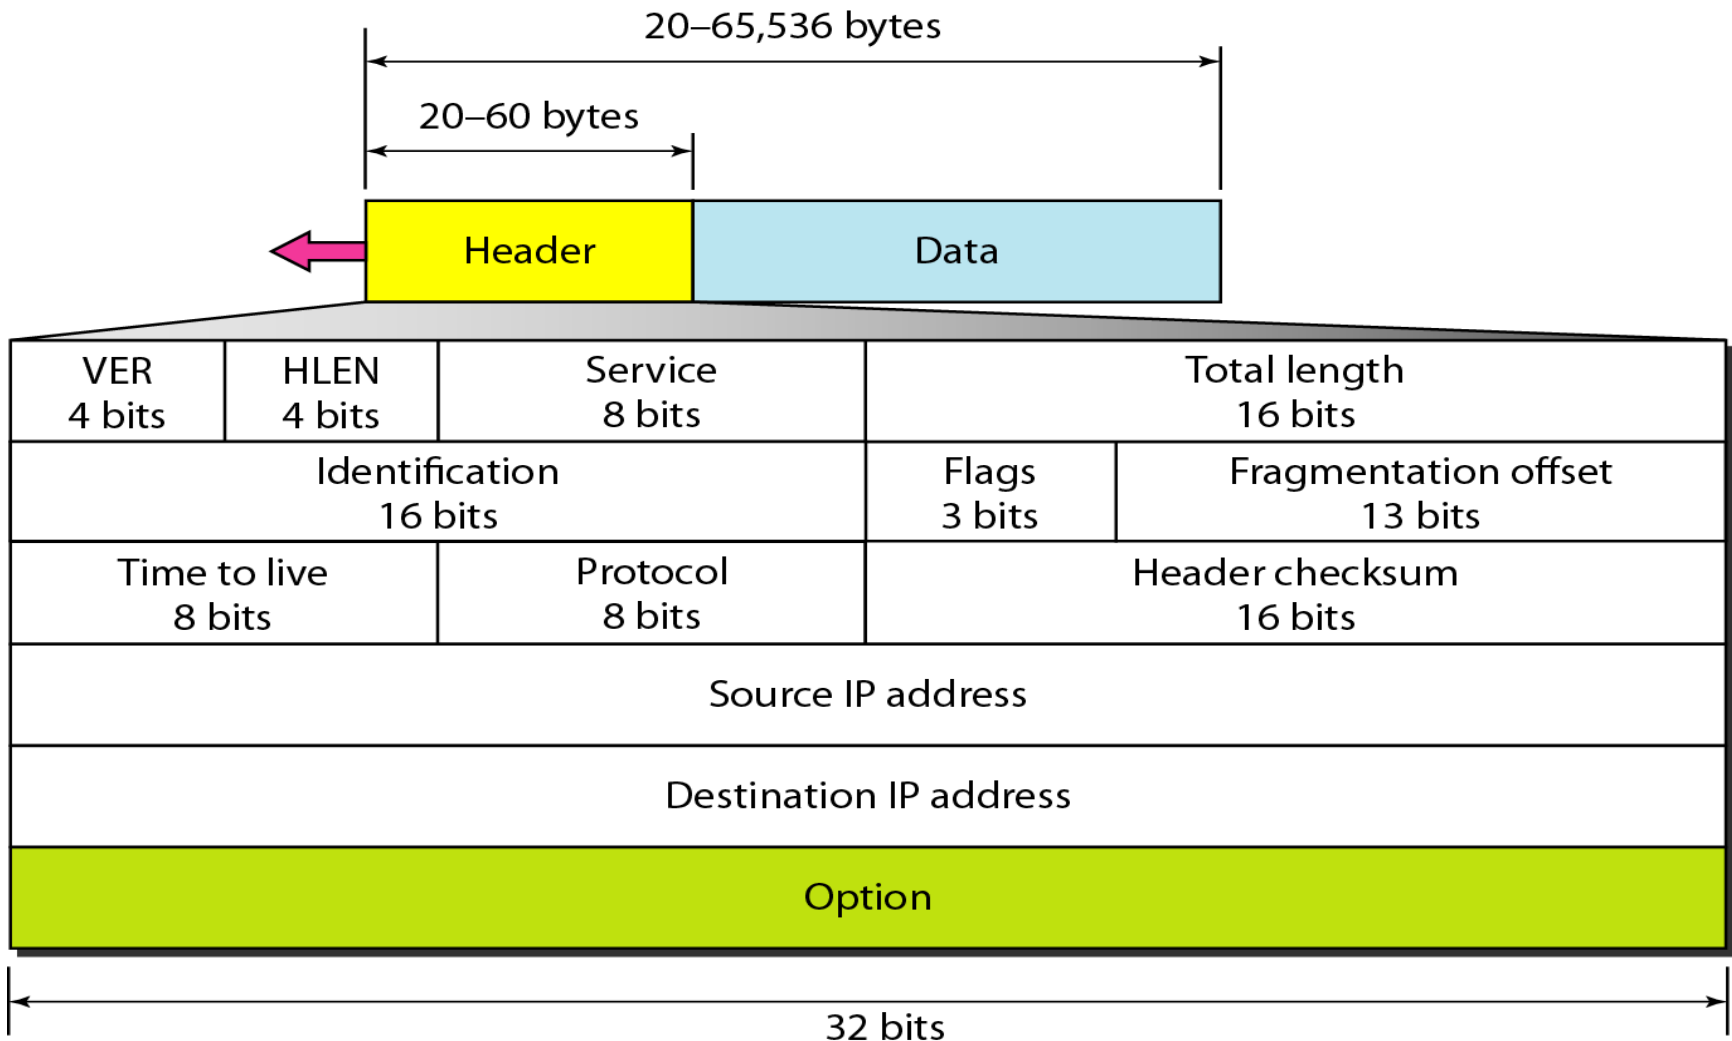 20–65,536 bytes
20–60 bytes
Header
Data
VER
4 bits
HLEN
4 bits
Service
8 bits
Total length
16 bits
Identification
16 bits
Flags
3 bits
Fragmentation offset
13 bits
Time to live
8 bits
Protocol
8 bits
Header checksum
16 bits
Source IP address
Destination IP address
Option
32 bits